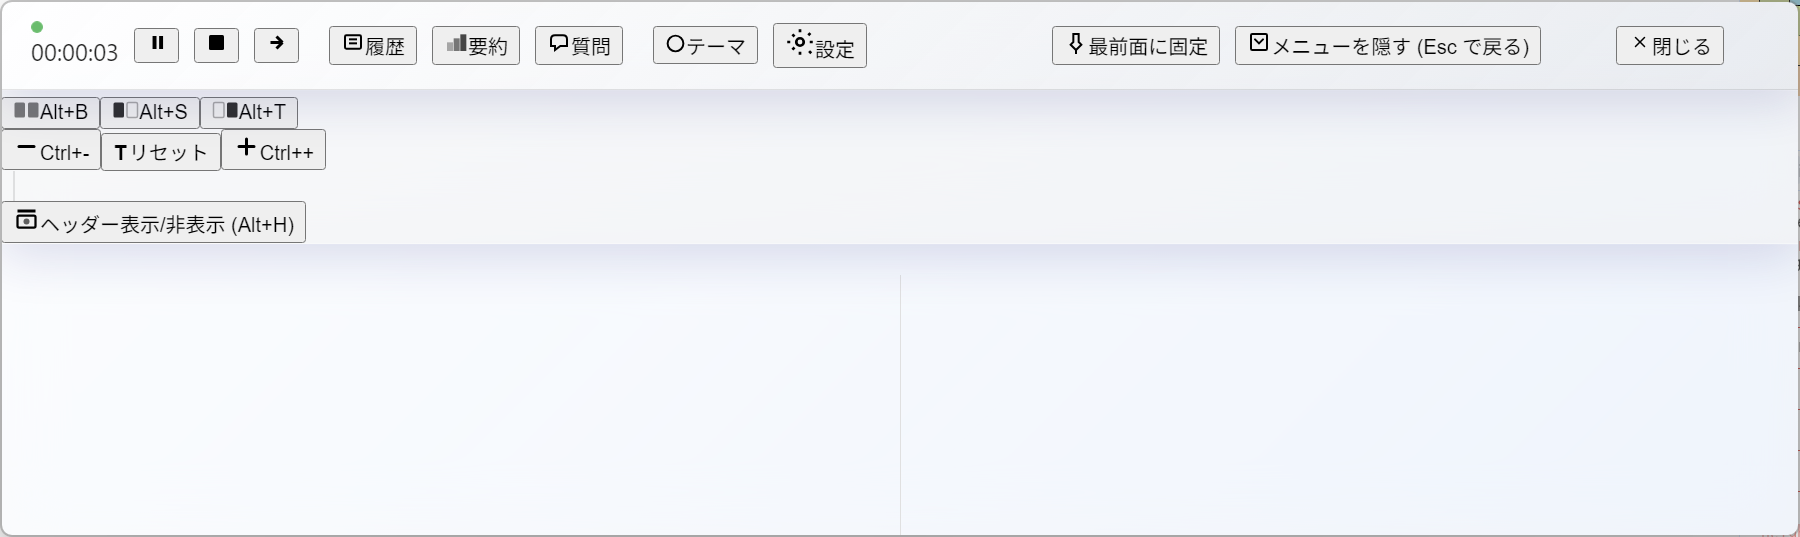 00:00:03 履歴 要約 質問 テーマ 設定 最前面に固定 メニューを隠す (Esc で戻る) × 閉じる
Alt+B Alt+S Alt+T
Ctrl+- Tリセット Ctrl++
ヘッダー表示/非表示 (Alt+H)